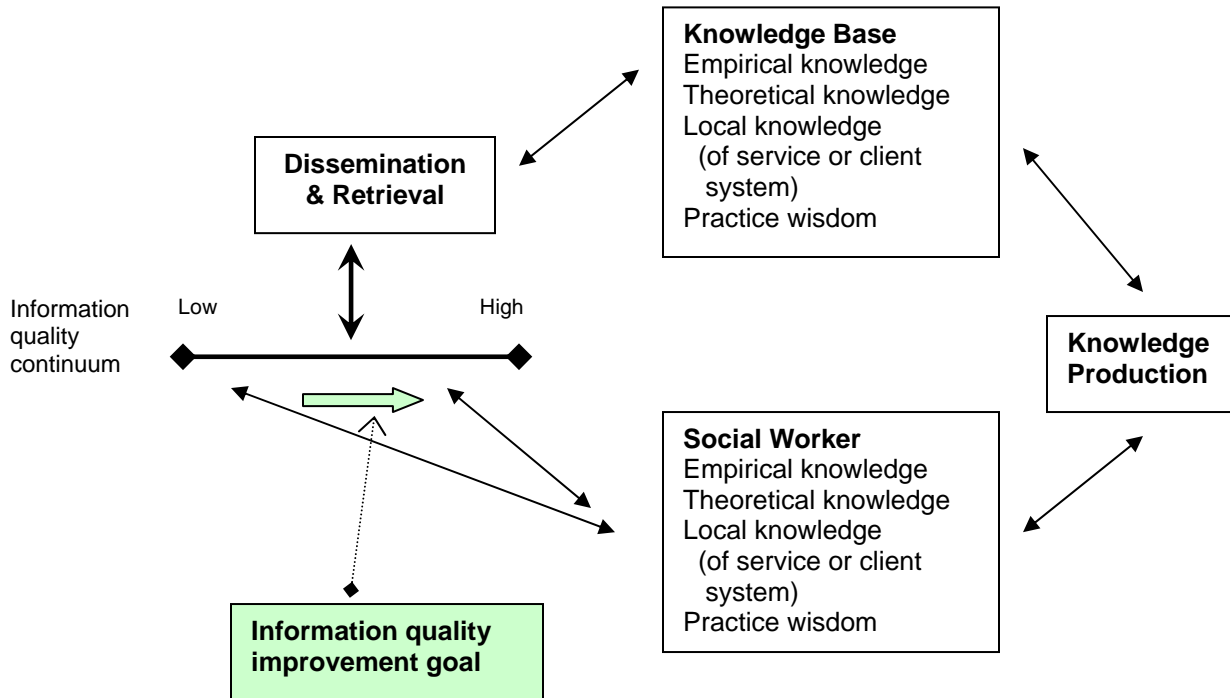 Knowledge Base
Empirical knowledge
Theoretical knowledge
Local knowledge
(of service or client
system)
Practice wisdom
Dissemination
& Retrieval
Information
quality
continuum
Low
High
Knowledge
Production
Social Worker
Empirical knowledge
Theoretical knowledge
Local knowledge
(of service or client
system)
Practice wisdom
Information quality
improvement goal